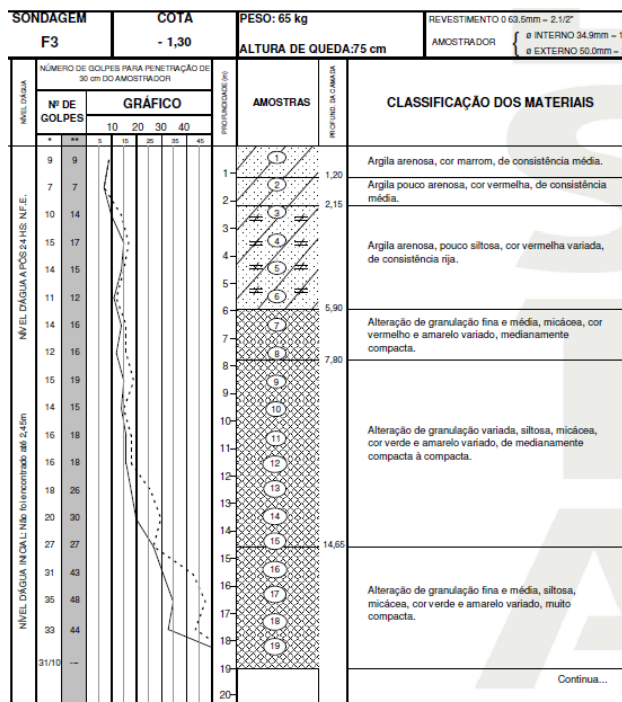 SONDAGEM
F3
COTA
- 1,30
PESO: 65 kg
ALTURA DE QUEDA:75 cm
REVESTIMENTO 0 63.5mm – 2.1/2"
AMOSTRADOR
ø INTERNO 34.9mm – 1
ø EXTERNO 50.0mm –
NÍVEL D'ÁGUA
NÚMERO DE GOLPES PARA PENETRAÇÃO DE
30 cm DO AMOSTRADOR
Nº DE
GOLPES
GRÁFICO
10 20 30 40
* ** 5 15 25 35 45
PROFUNDIDADE (m)
AMOSTRAS
PROFUND. DA CAMADA
CLASSIFICAÇÃO DOS MATERIAIS
NÍVEL D'ÁGUA APÓS 24 HS: N.F.E.
NÍVEL D'ÁGUA INICIAL: Não foi encontrado até 2,45m
9 9
7 7
10 14
15 17
14 15
11 12
14 16
12 16
15 19
14 15
16 18
16 18
18 26
20 30
27 27
31 43
35 48
33 44
31/10 ---
1
2
3
4
5
6
7
8
9
10
11
12
13
14
15
16
17
18
19
20
1
2
3
4
5
6
7
8
9
10
11
12
13
14
15
16
17
18
19
1,20
2,15
5,90
7,80
14,65
Argila arenosa, cor marrom, de consistência média.
Argila pouco arenosa, cor vermelha, de consistência
média.
Argila arenosa, pouco siltosa, cor vermelha variada,
de consistência rija.
Alteração de granulação fina e média, micácea, cor
vermelho e amarelo variado, medianamente
compacta.
Alteração de granulação variada, siltosa, micácea,
cor verde e amarelo variado, de medianamente
compacta à compacta.
Alteração de granulação fina e média, siltosa,
micácea, cor verde e amarelo variado, muito
compacta.
Continua...